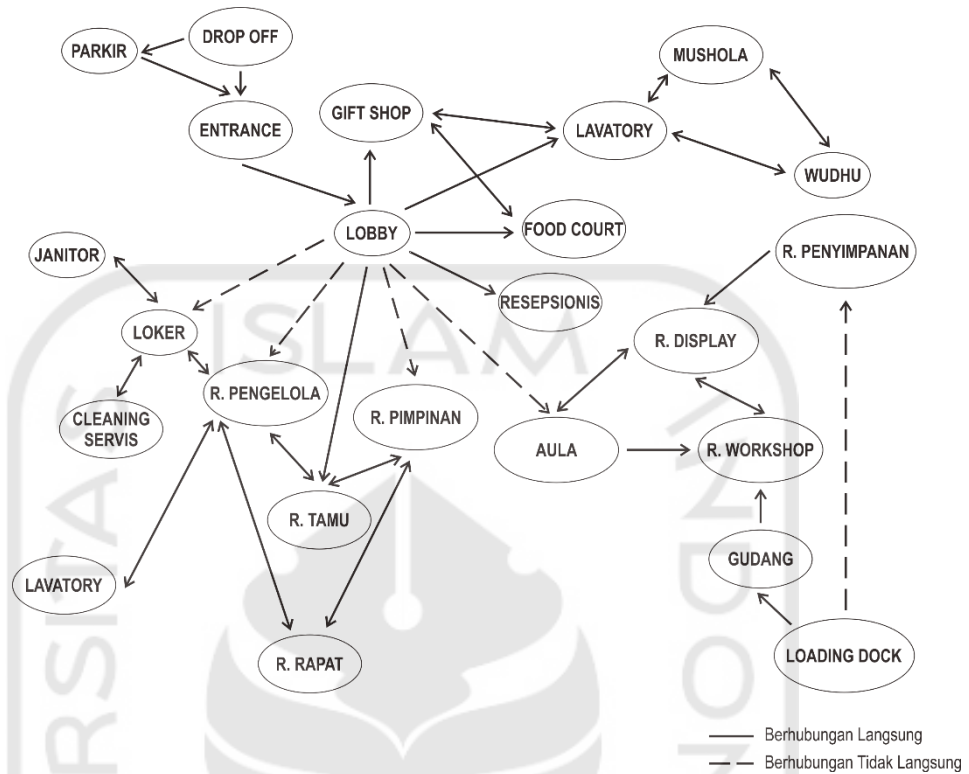 DROP OFF
PARKIR
MUSHOLA
GIFT SHOP
ENTRANCE
LAVATORY
WUDHU
LOBBY
FOOD COURT
JANITOR
R. PENYIMPANAN
RESEPSIONIS
LOKER
R. DISPLAY
R. PENGELOLA
R. PIMPINAN
CLEANING
SERVIS
AULA
R. WORKSHOP
R. TAMU
GUDANG
LAVATORY
R. RAPAT
LOADING DOCK
Berhubungan Langsung
Berhubungan Tidak Langsung
ISLAM